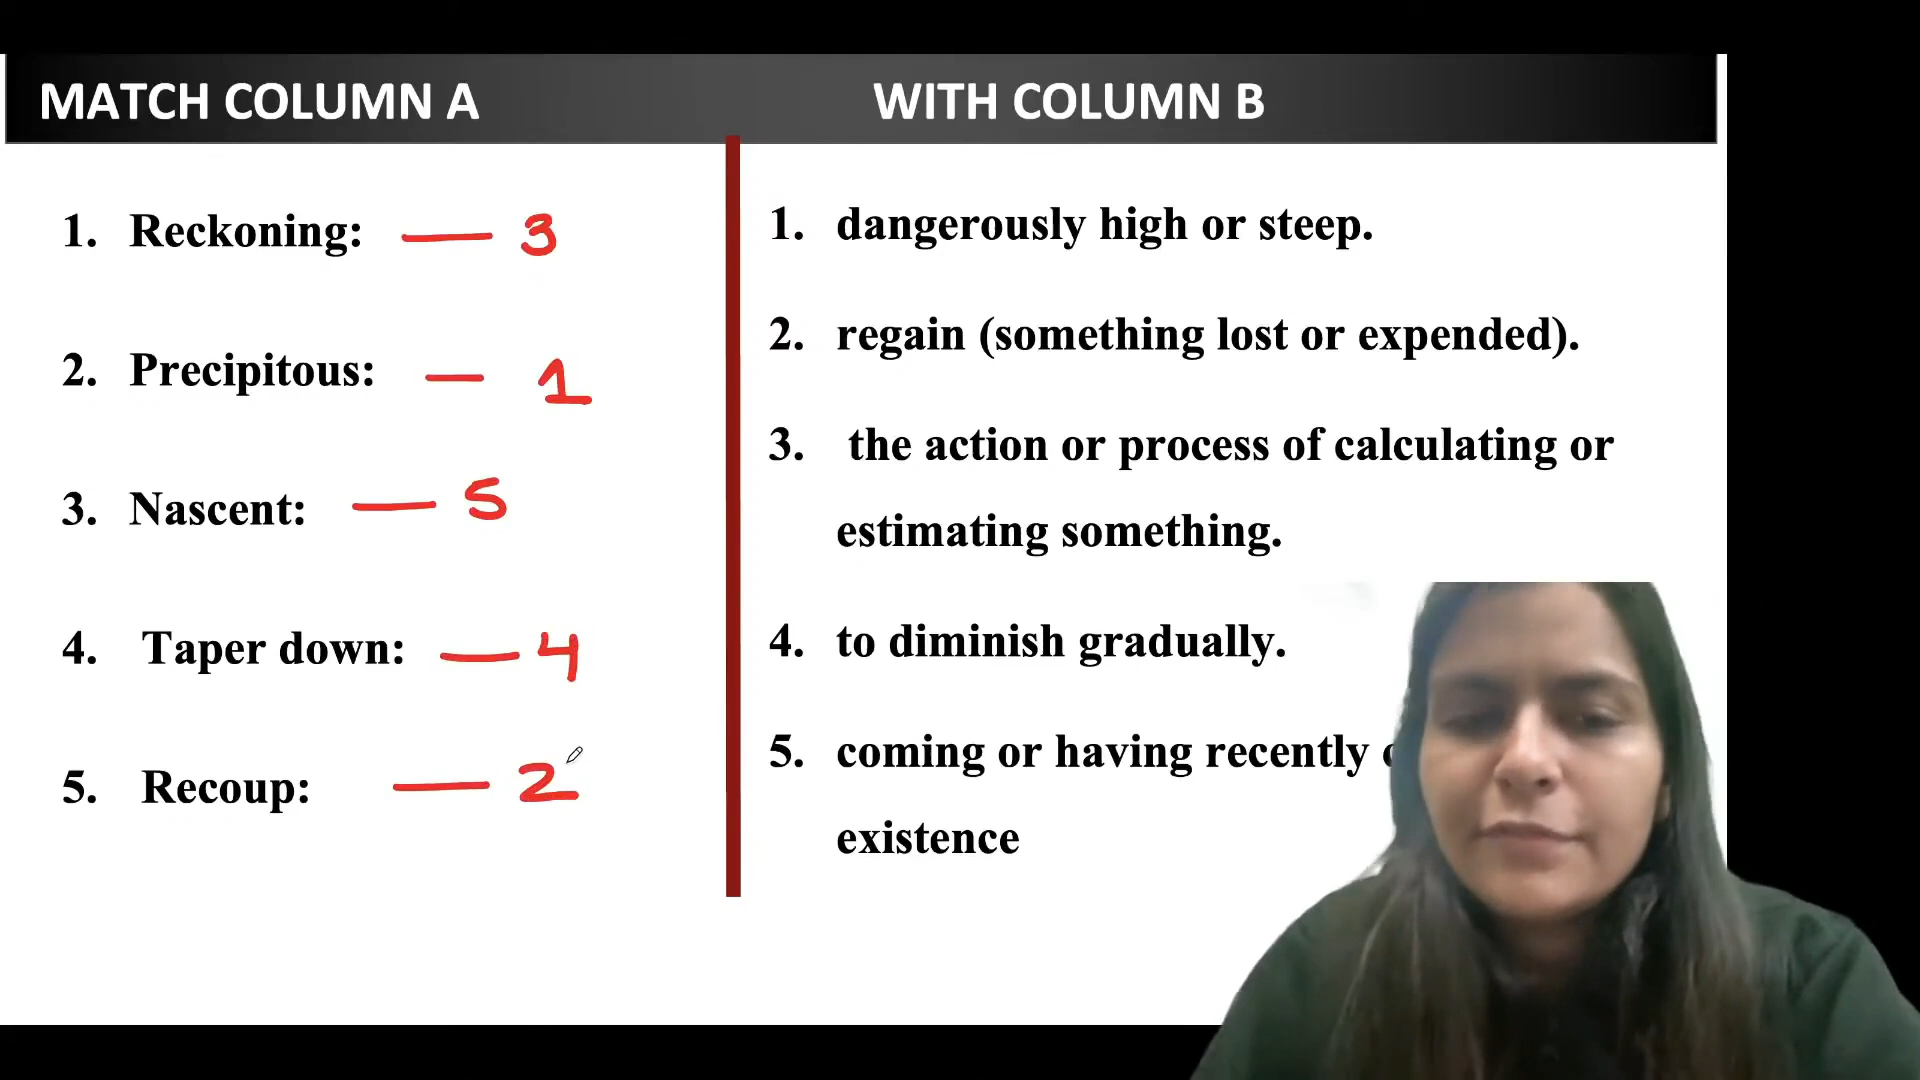 MATCH COLUMN A WITH COLUMN B
1. Reckoning: — 3
2. Precipitous: — 1
3. Nascent: — 5
4. Taper down: — 4
5. Recoup: — 2
1. dangerously high or steep.
2. regain (something lost or expended).
3. the action or process of calculating or
estimating something.
4. to diminish gradually.
5. coming or having recently
existence